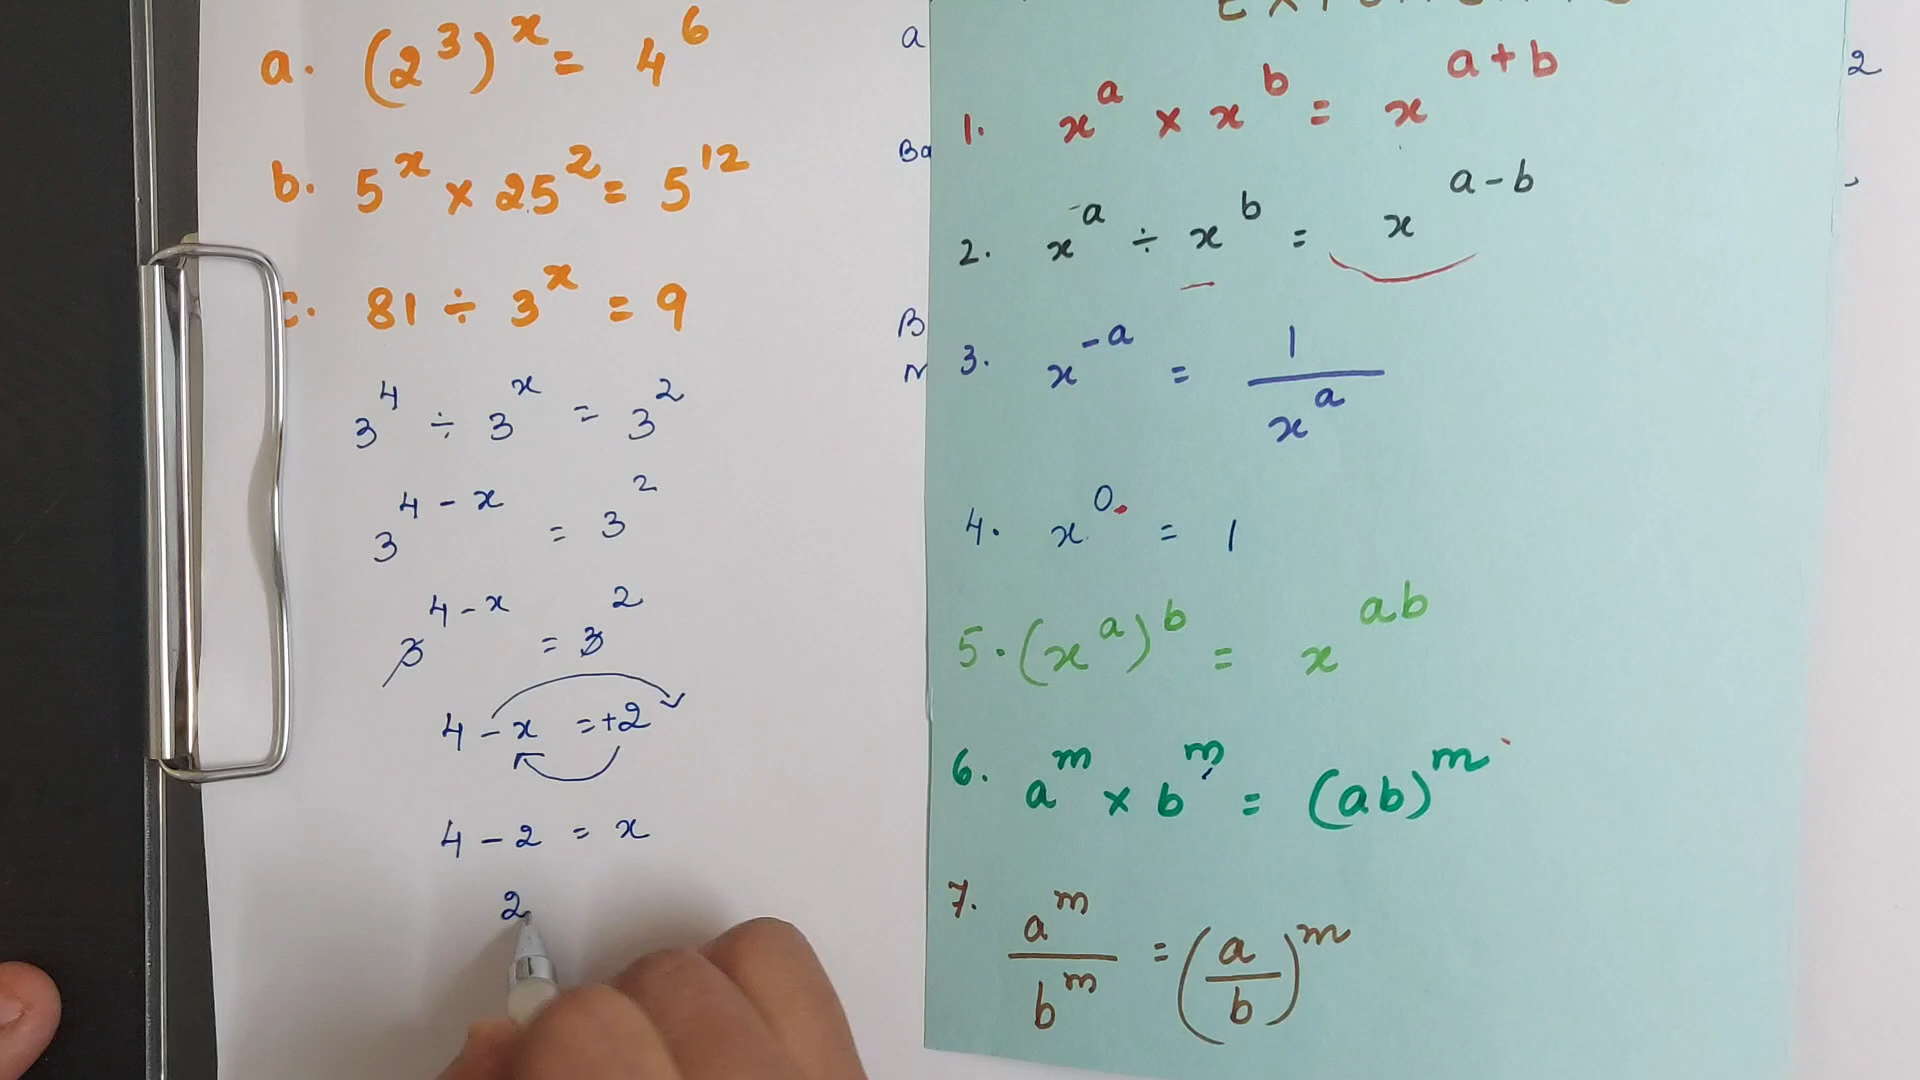 a. (2³)ˣ = 4⁶
b. 5ˣ × 25² = 5¹²
c. 81 ÷ 3ˣ = 9
3⁴ ÷ 3ˣ = 3²
3⁴⁻ˣ = 3²
3⁴⁻ˣ = 3²
4 - x = +2
4 - 2 = x
2
a
Ba
B
1. xᵃ × xᵇ = xᵃ⁺ᵇ
2. xᵃ ÷ xᵇ = xᵃ⁻ᵇ
3. x⁻ᵃ = 1/xᵃ
4. x⁰ = 1
5. (xᵃ)ᵇ = xᵃᵇ
6. aᵐ × bᵐ = (ab)ᵐ
7. aᵐ/bᵐ = (a/b)ᵐ
2